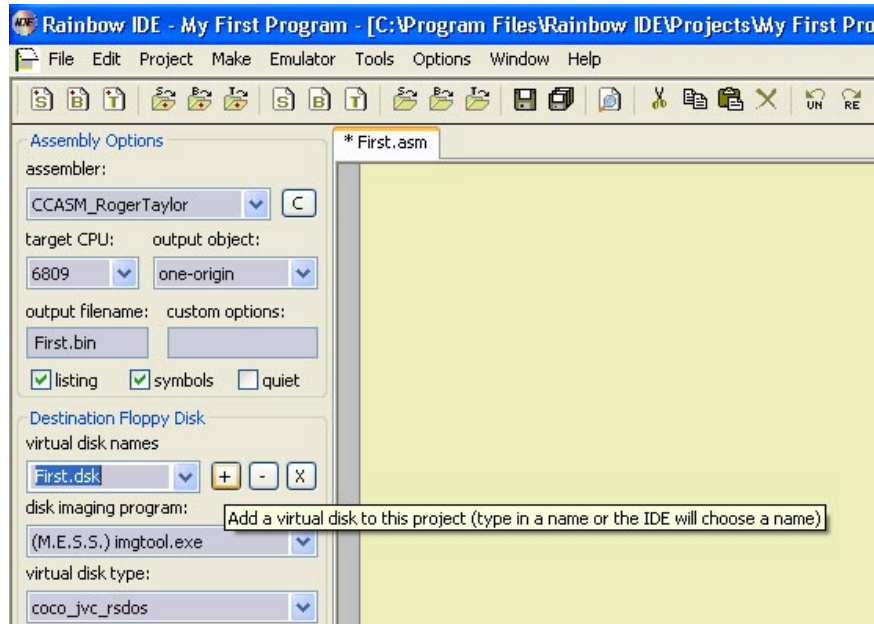 Rainbow IDE - My First Program - [C:\Program Files\Rainbow IDE\Projects\My First Pro
File Edit Project Make Emulator Tools Options Window Help
S B T Src B Txt S B T Src B Txt UN RE
Assembly Options
* First.asm
assembler:
CCASM_RogerTaylor C
target CPU: output object:
6809 one-origin
output filename: custom options:
First.bin
listing symbols quiet
Destination Floppy Disk
virtual disk names
First.dsk + - X
disk imaging program:
Add a virtual disk to this project (type in a name or the IDE will choose a name)
(M.E.S.S.) imgtool.exe
virtual disk type:
coco_jvc_rsdos